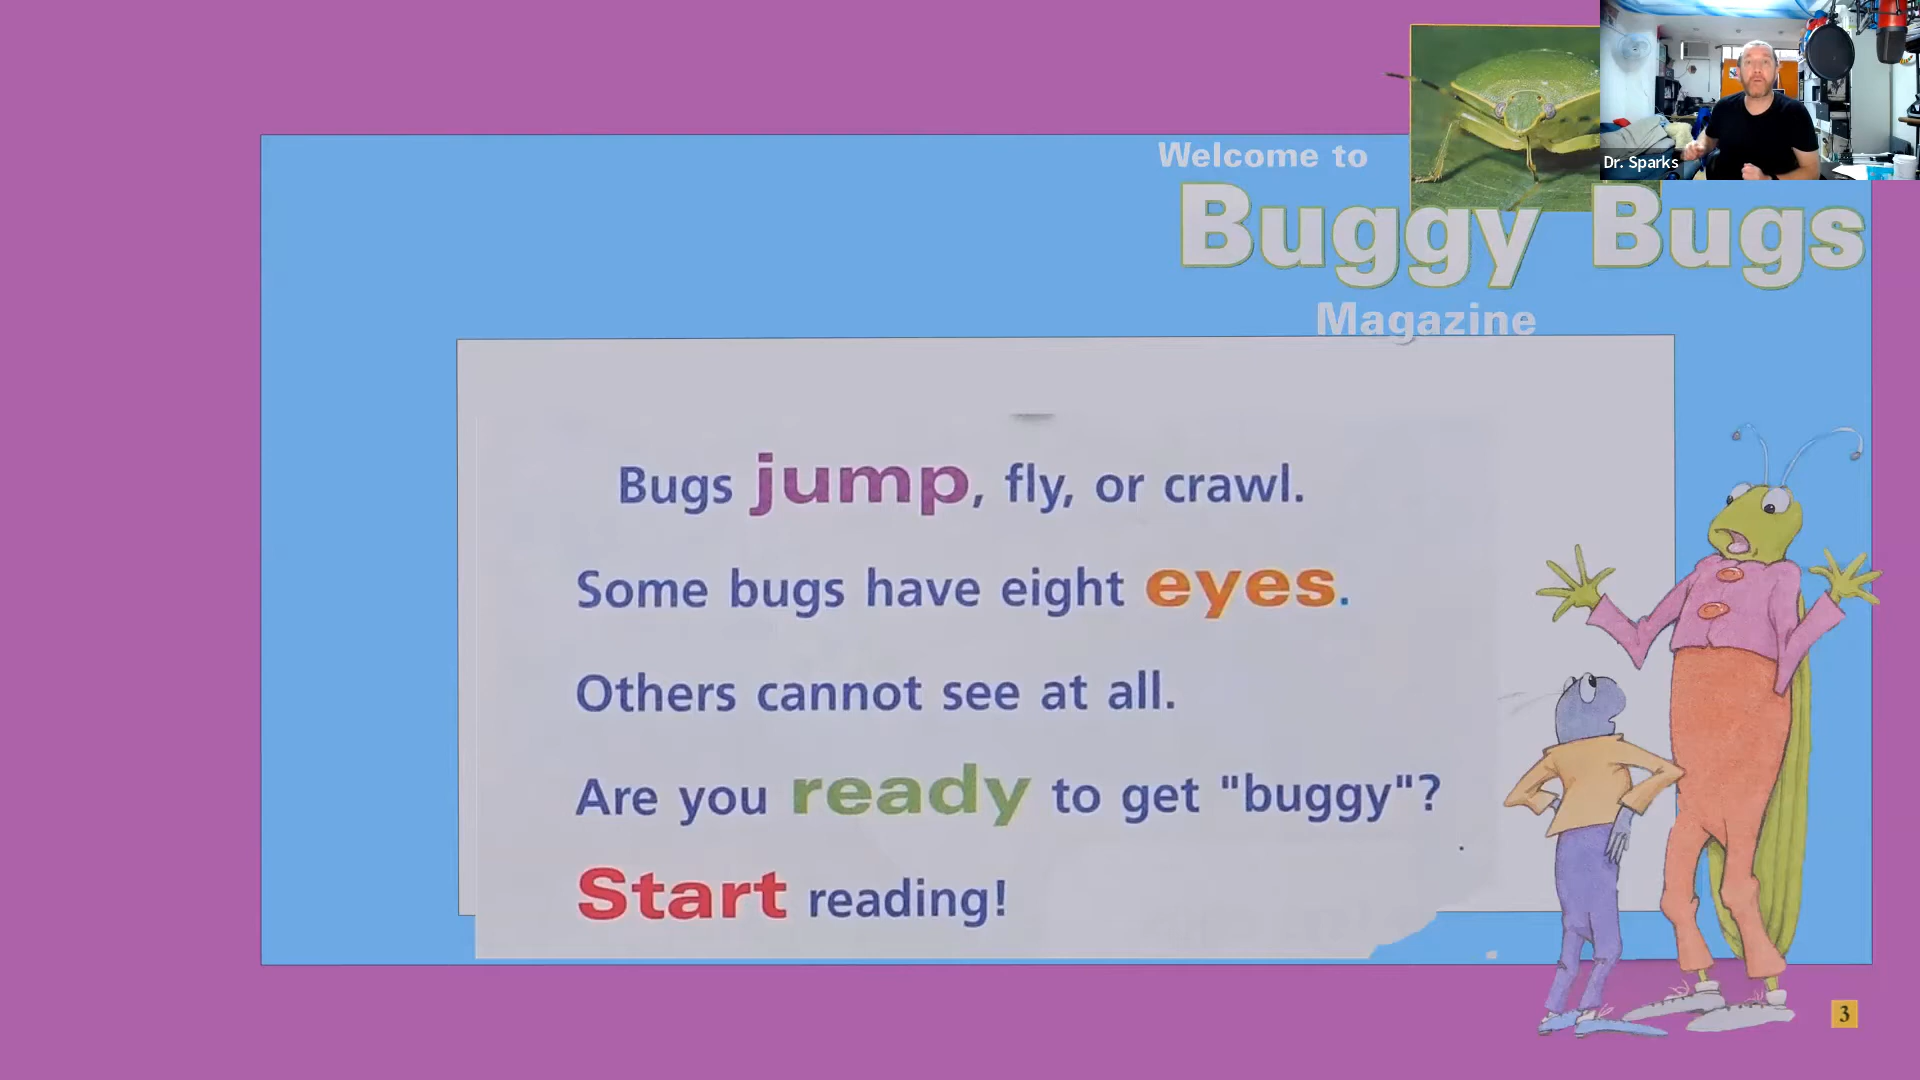 Dr. Sparks
Welcome to
Buggy Bugs
Magazine
Bugs jump, fly, or crawl.
Some bugs have eight eyes.
Others cannot see at all.
Are you ready to get "buggy"?
Start reading!
3